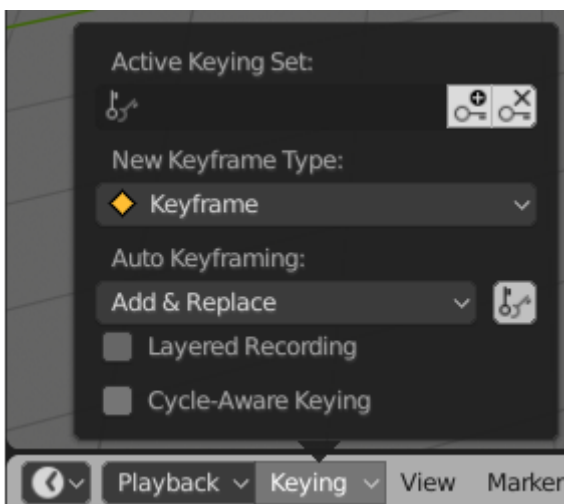 Active Keying Set:
New Keyframe Type:
Keyframe
Auto Keyframing:
Add & Replace
Layered Recording
Cycle-Aware Keying
Playback Keying View Marker